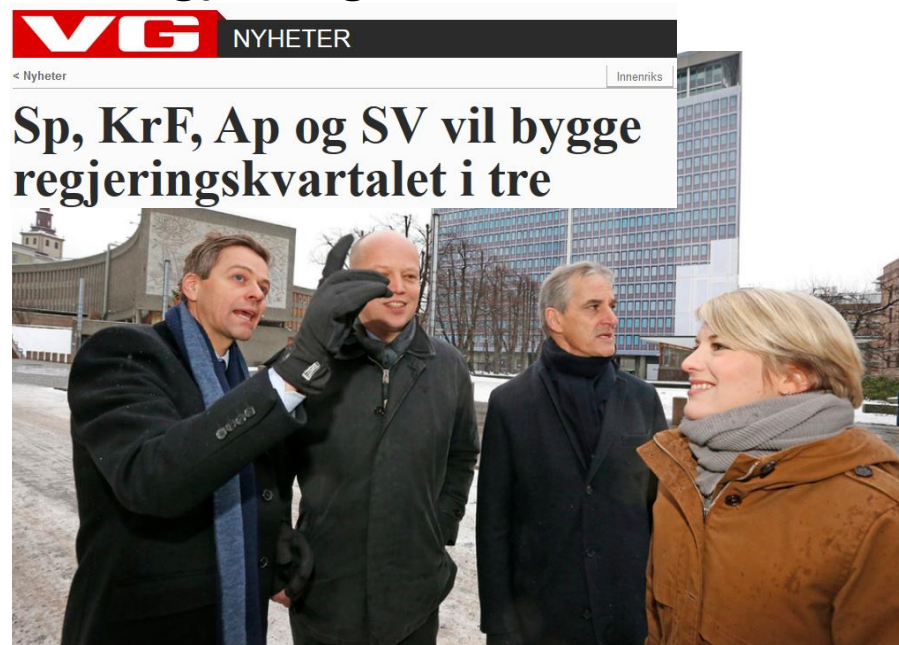 VG NYHETER
< Nyheter Innenriks
Sp, KrF, Ap og SV vil bygge
regjeringskvartalet i tre